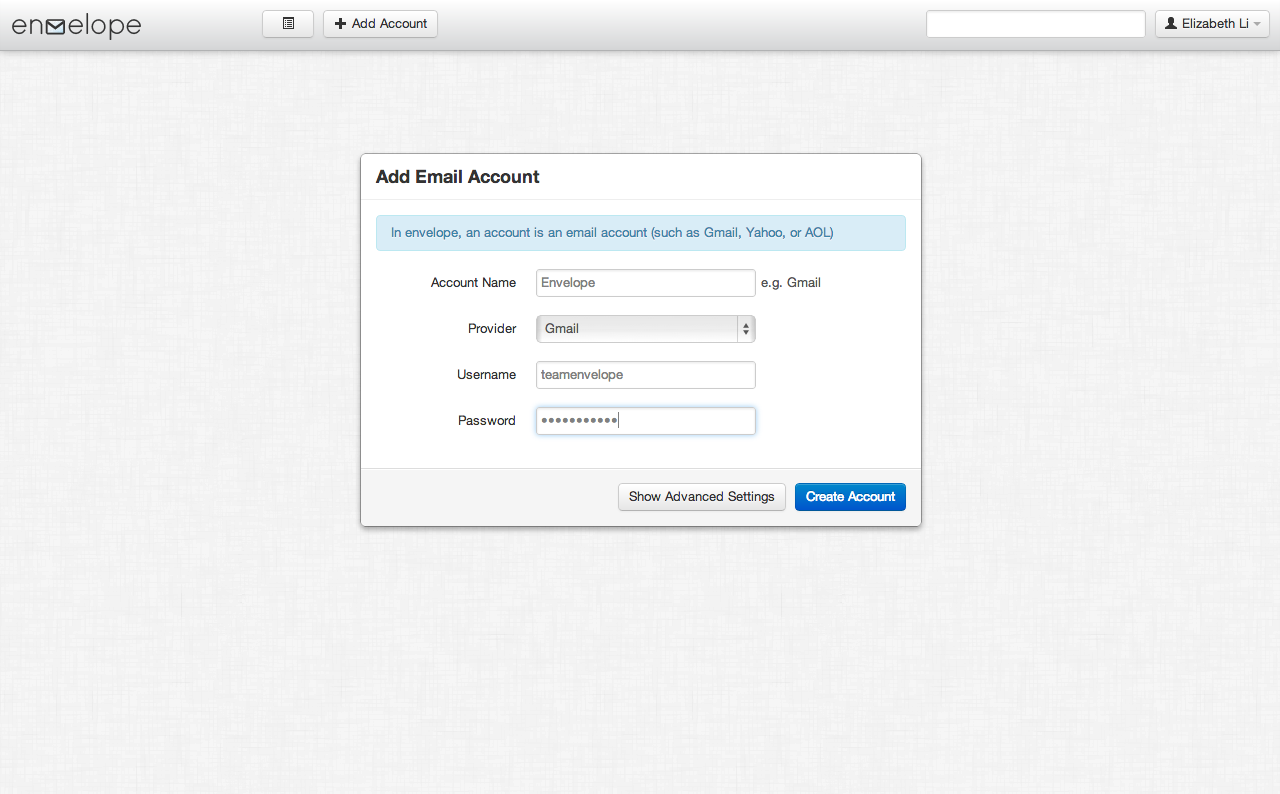 envelope
Add Account
Elizabeth Li
Add Email Account
In envelope, an account is an email account (such as Gmail, Yahoo, or AOL)
Account Name Envelope e.g. Gmail
Provider Gmail
Username teamenvelope
Password •••••••••••
Show Advanced Settings Create Account